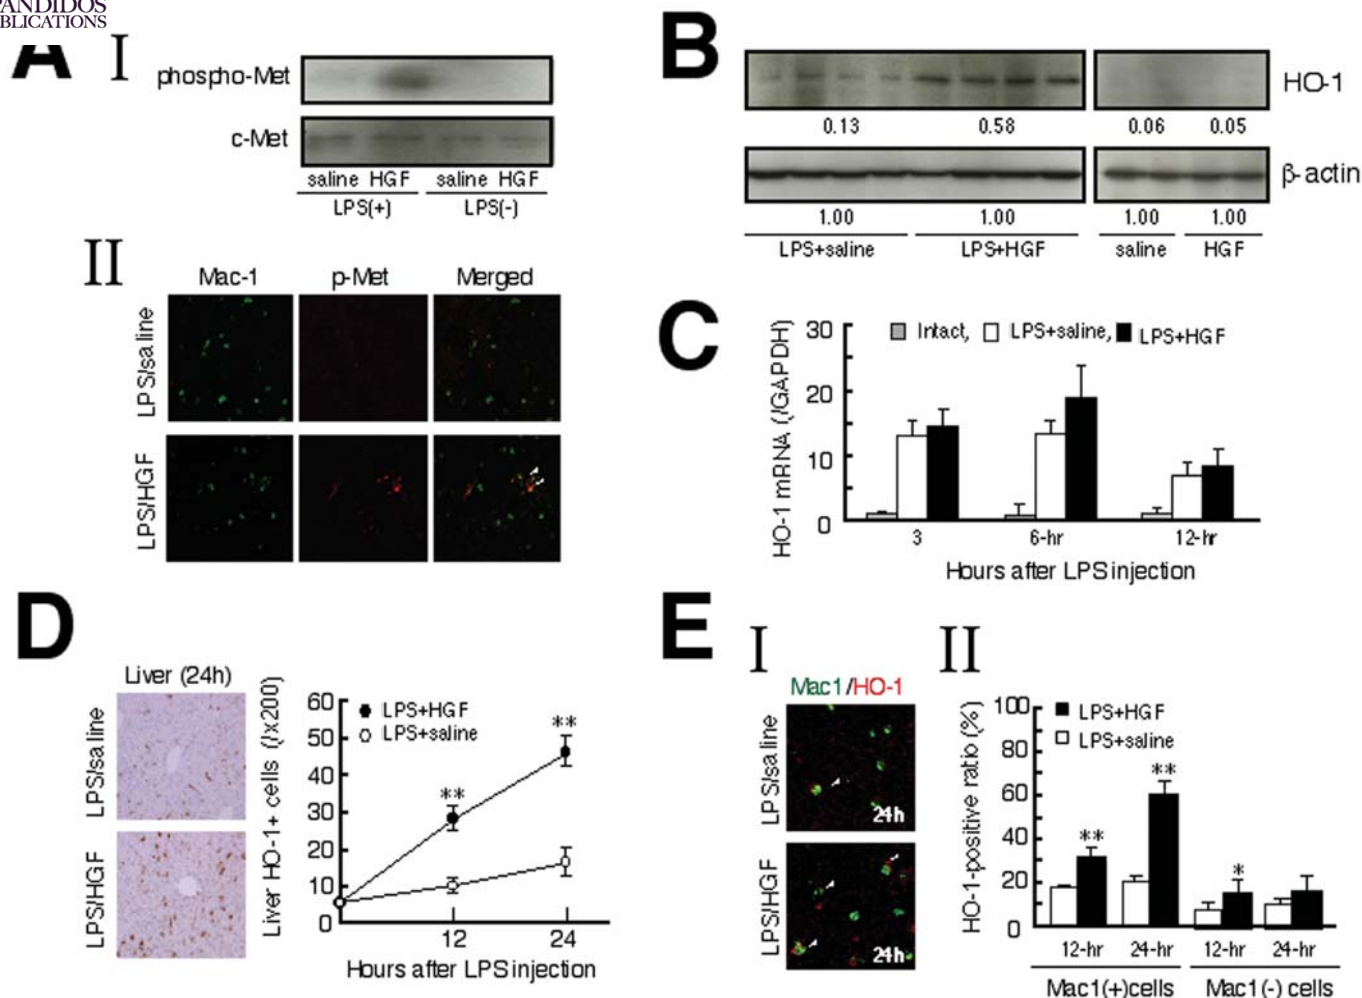 ANDIDOS
BLICATIONS
A
I
phospho-Met
c-Met
saline HGF saline HGF
LPS(+) LPS(-)
II
Mac-1 p-Met Merged
LPS/saline
LPS/HGF
B
HO-1
0.13 0.58 0.06 0.05
β-actin
1.00 1.00 1.00 1.00
LPS+saline LPS+HGF saline HGF
C
HO-1 mRNA (/GAPDH)
30
20
10
0
Intact, LPS+saline, LPS+HGF
3 6-hr 12-hr
Hours after LPS injection
D
Liver (24h)
LPS/saline
LPS/HGF
Liver HO-1+ cells (/x200)
60
50
40
30
20
10
0
LPS+HGF
LPS+saline
**
**
12 24
Hours after LPS injection
E
I
Mac1/HO-1
LPS/saline
24h
LPS/HGF
24h
II
HO-1-positive ratio (%)
100
80
60
40
20
0
LPS+HGF
LPS+saline
**
**
*
12-hr 24-hr 12-hr 24-hr
Mac1(+)cells Mac1(-) cells